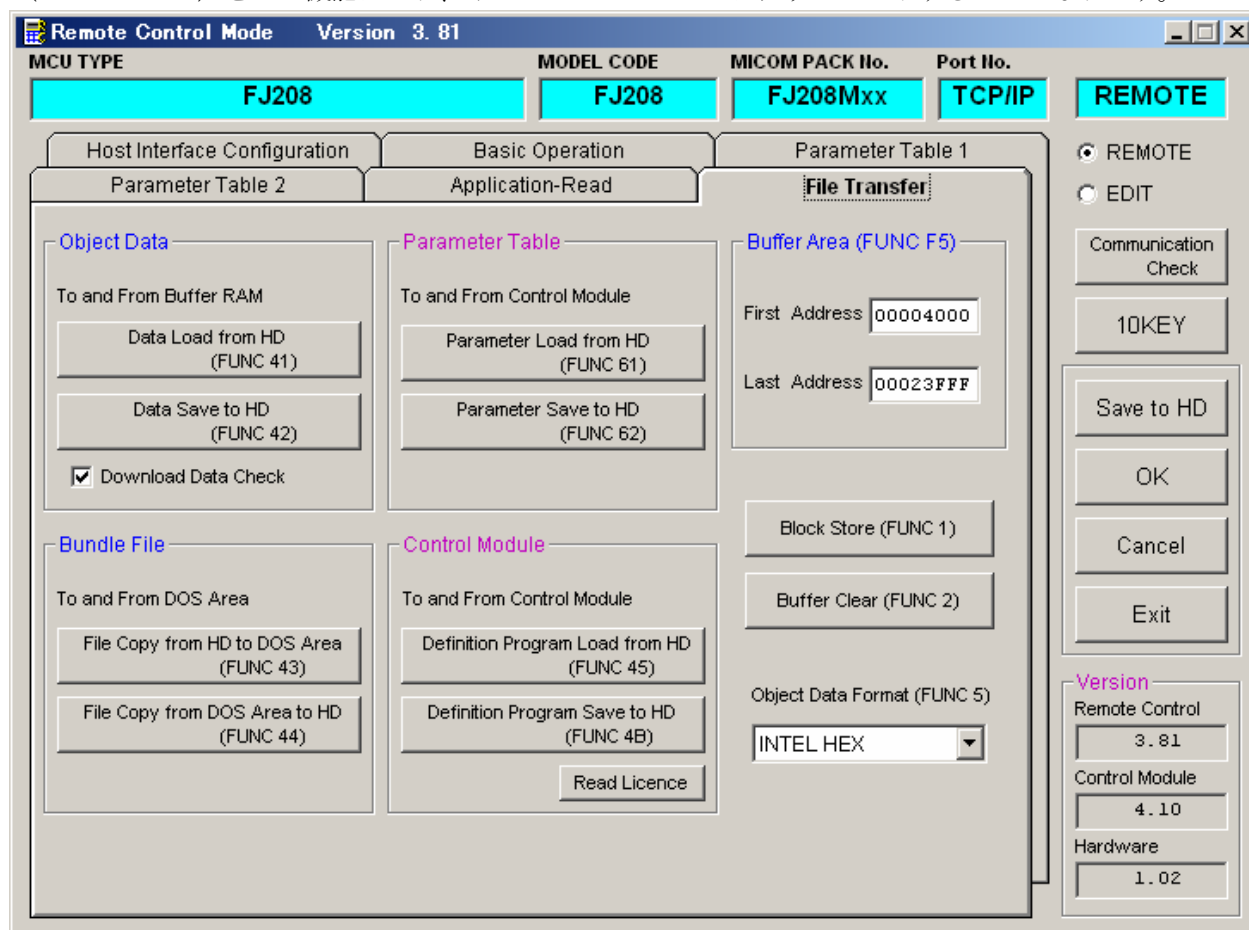 Remote Control Mode Version 3. 81
MCU TYPE
MODEL CODE
MICOM PACK No.
Port No.
FJ208
FJ208
FJ208Mxx
TCP/IP
REMOTE
Host Interface Configuration
Basic Operation
Parameter Table 1
Parameter Table 2
Application-Read
File Transfer
REMOTE
EDIT
Communication
Check
10KEY
Save to HD
OK
Cancel
Exit
Object Data
To and From Buffer RAM
Data Load from HD
(FUNC 41)
Data Save to HD
(FUNC 42)
Download Data Check
Parameter Table
To and From Control Module
Parameter Load from HD
(FUNC 61)
Parameter Save to HD
(FUNC 62)
Buffer Area (FUNC F5)
First Address 00004000
Last Address 00023FFF
Bundle File
To and From DOS Area
File Copy from HD to DOS Area
(FUNC 43)
File Copy from DOS Area to HD
(FUNC 44)
Control Module
To and From Control Module
Definition Program Load from HD
(FUNC 45)
Definition Program Save to HD
(FUNC 4B)
Read Licence
Block Store (FUNC 1)
Buffer Clear (FUNC 2)
Object Data Format (FUNC 5)
INTEL HEX
Version
Remote Control
3.81
Control Module
4.10
Hardware
1.02